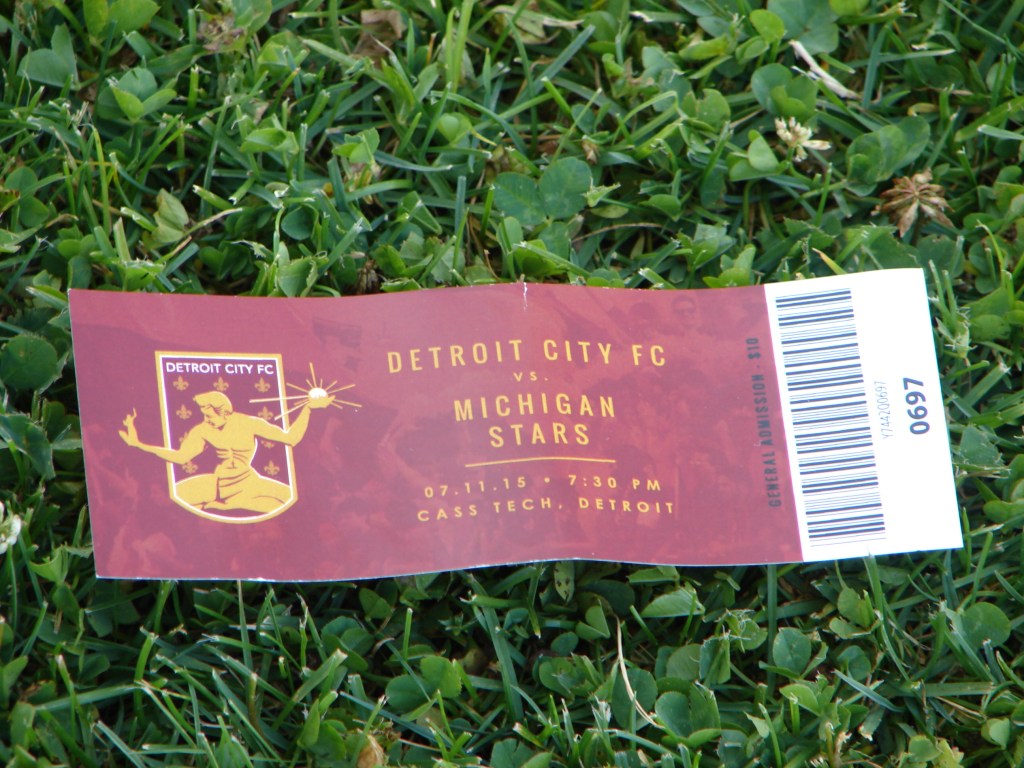 DETROIT CITY FC
DETROIT CITY FC
VS.
MICHIGAN
STARS
07.11.15 • 7:30 PM
CASS TECH, DETROIT
GENERAL ADMISSION - $10
Y744200697
0697